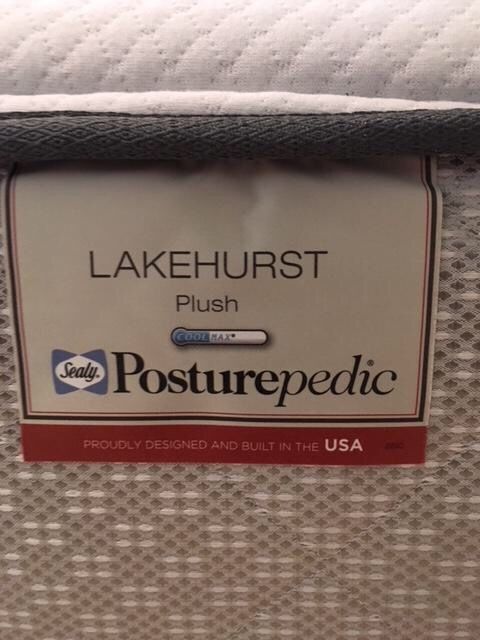 LAKEHURST
Plush
COOLMAX®
Sealy. Posturepedic®
PROUDLY DESIGNED AND BUILT IN THE USA